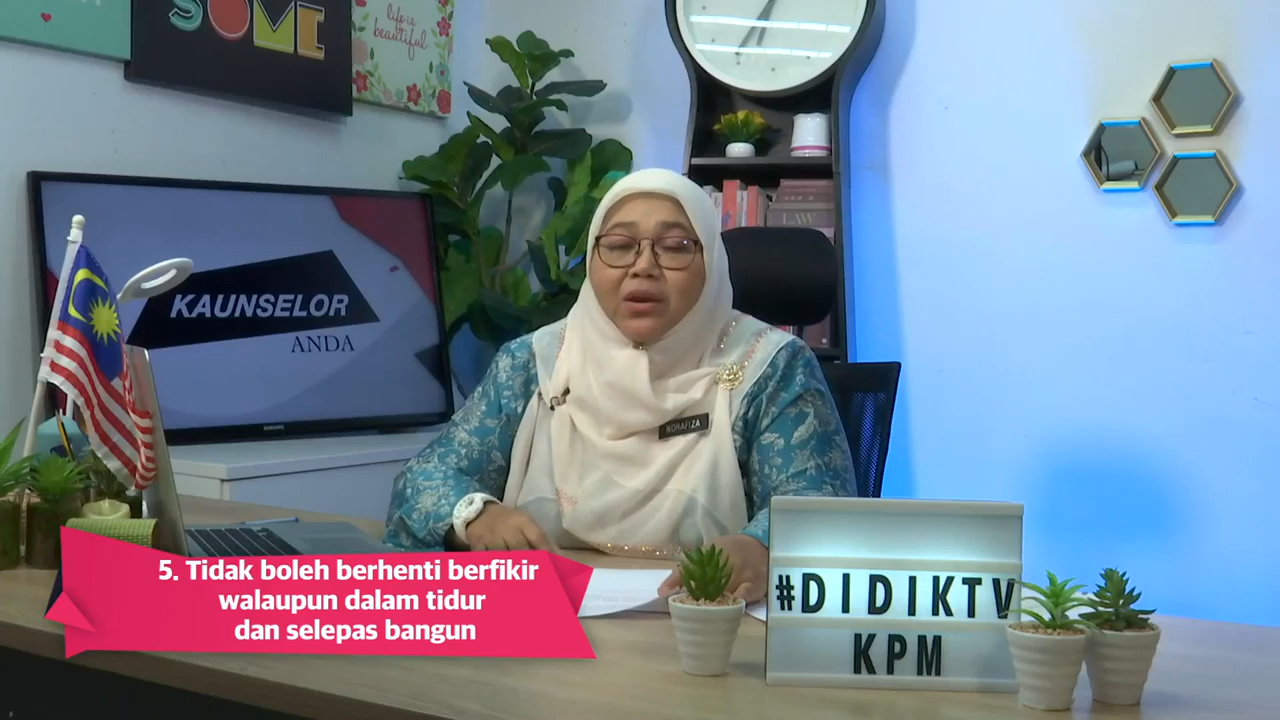 SOME
life is
beautiful
LAW
KAUNSELOR
ANDA
SAMSUNG
NORAFIZA
5. Tidak boleh berhenti berfikir
walaupun dalam tidur
dan selepas bangun
#DIDIKTV
KPM